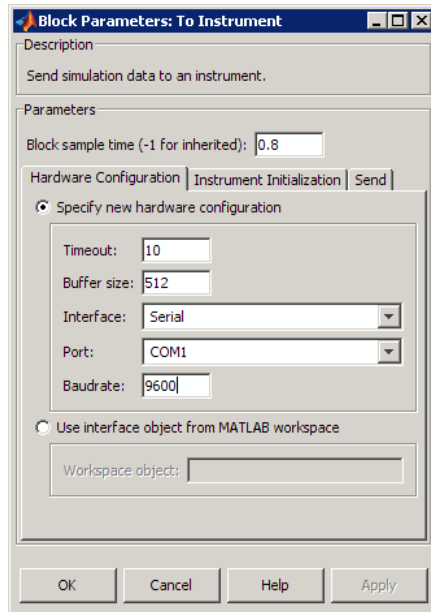 Block Parameters: To Instrument
Description
Send simulation data to an instrument.
Parameters
Block sample time (-1 for inherited): 0.8
Hardware Configuration Instrument Initialization Send
Specify new hardware configuration
Timeout: 10
Buffer size: 512
Interface: Serial
Port: COM1
Baudrate: 9600
Use interface object from MATLAB workspace
Workspace object:
OK Cancel Help Apply